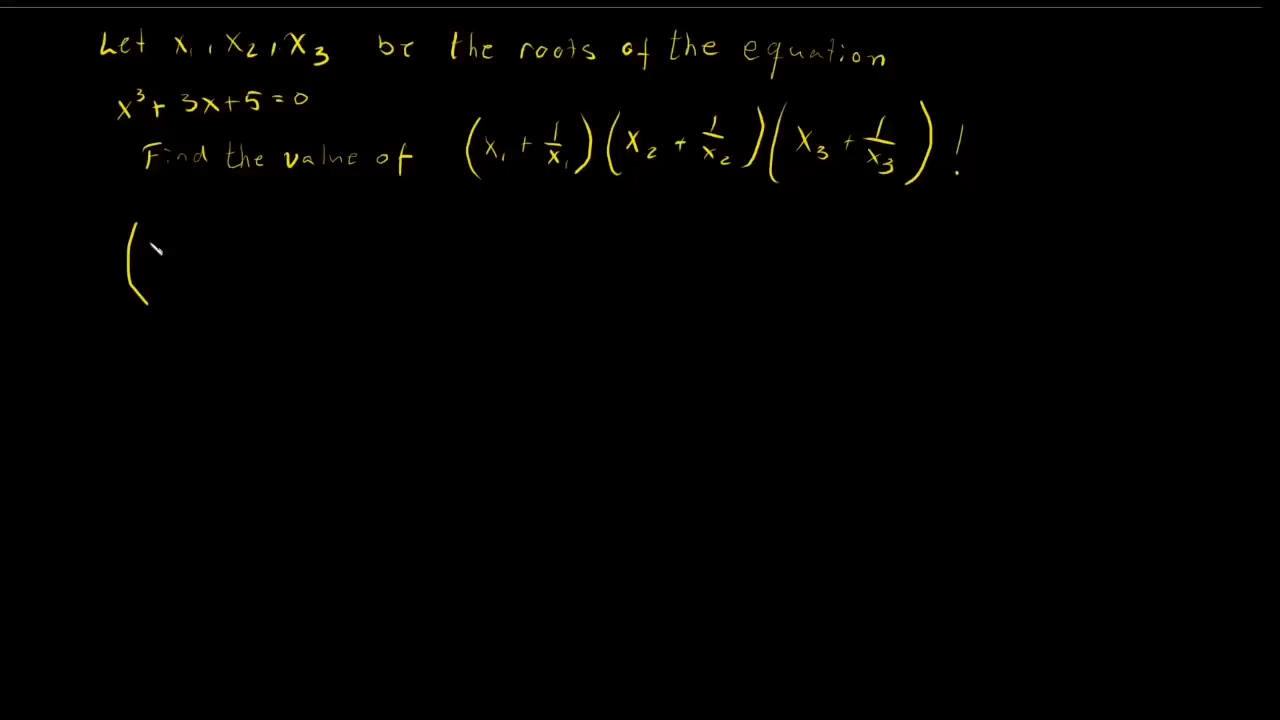 Let x₁, x₂, x₃ be the roots of the equation
x³ + 3x + 5 = 0
Find the value of (x₁ + 1/x₁)(x₂ + 1/x₂)(x₃ + 1/x₃)!
(